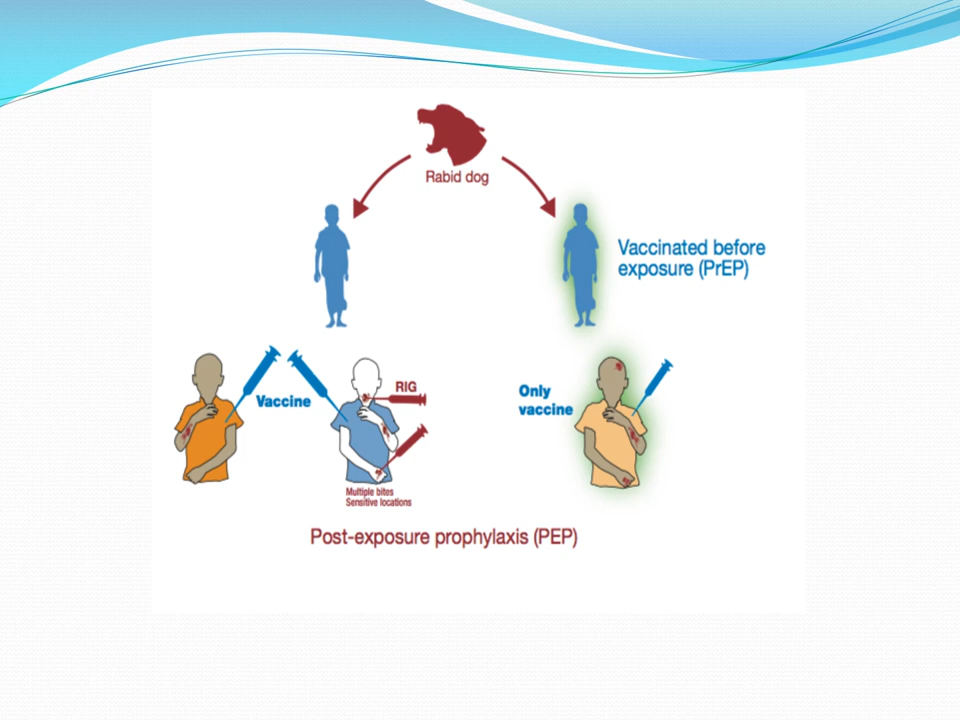 Rabid dog
Vaccinated before
exposure (PrEP)
Vaccine
RIG
Only
vaccine
Multiple bites
Sensitive locations
Post-exposure prophylaxis (PEP)